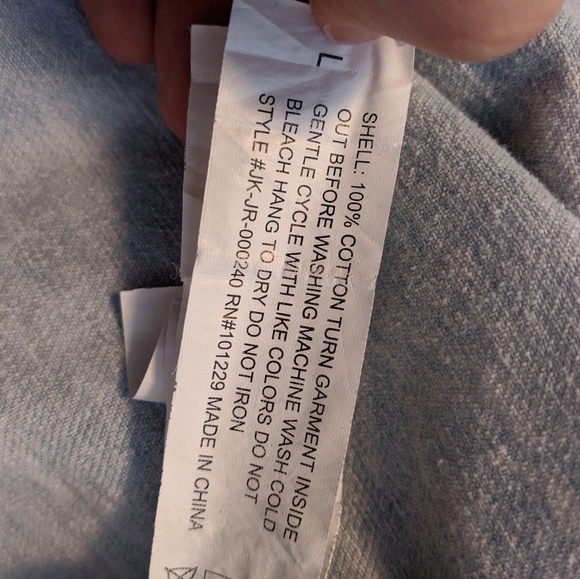 L
SHELL: 100% COTTON TURN GARMENT INSIDE
OUT BEFORE WASHING MACHINE WASH COLD
GENTLE CYCLE WITH LIKE COLORS DO NOT
BLEACH HANG TO DRY DO NOT IRON
STYLE #JK-JR-000240 RN#101229 MADE IN CHINA